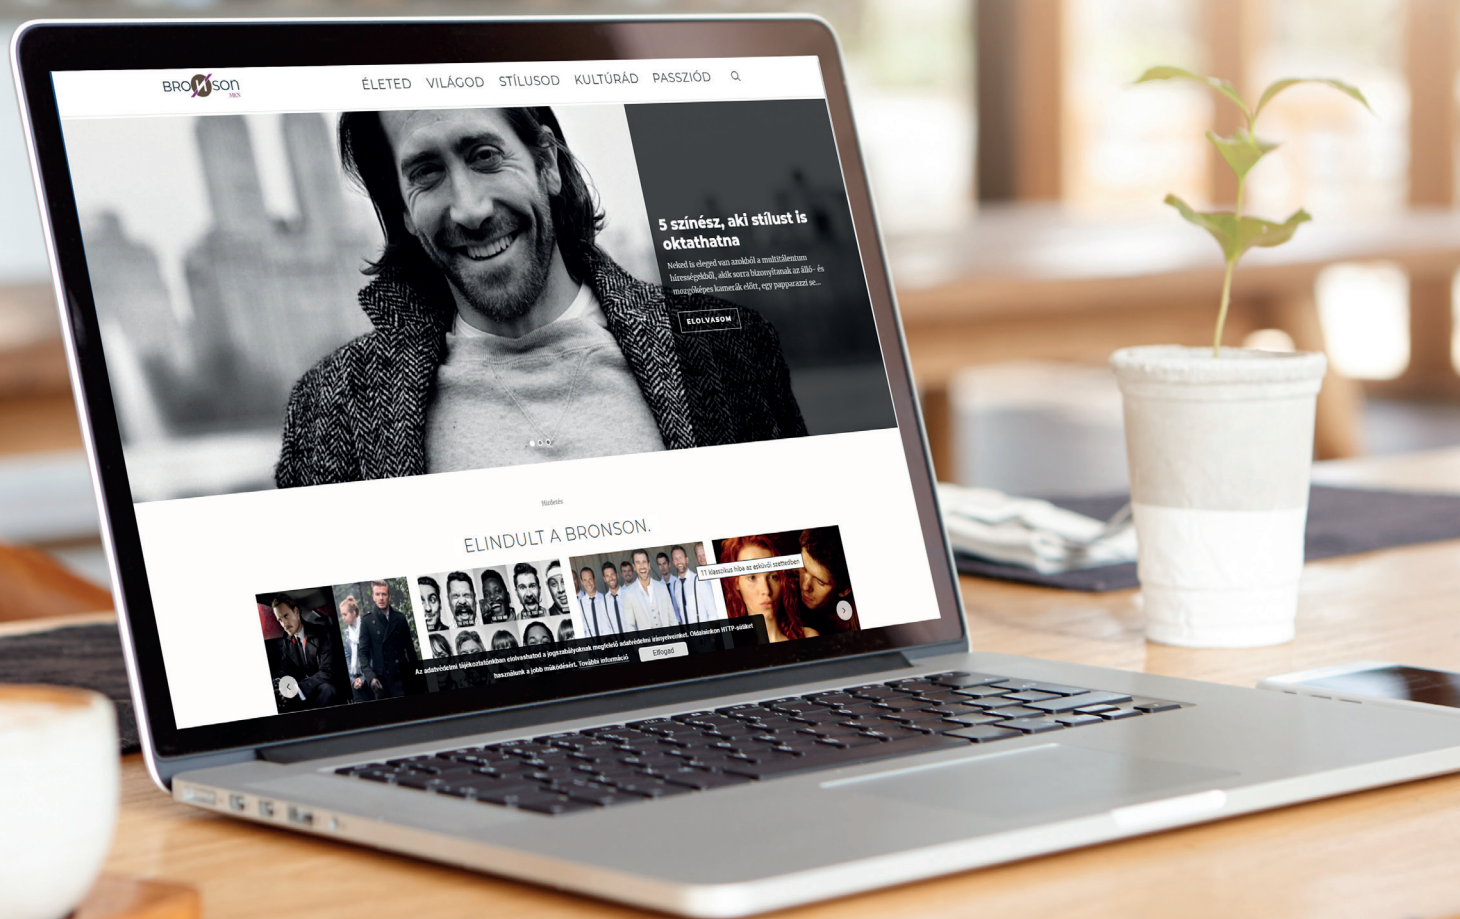 BRONSON
MEN
ÉLETED VILÁGOD STÍLUSOD KULTÚRÁD PASSZIÓD
5 színész, aki stílust is
oktathatna
Neked is eleged van azokból a multitálentum
hírességekből, akik sorra bizonyítanak az álló- és
mozgóképes kamerák előtt, egy papparazzi se...
ELOLVASOM
Hirdetés
ELINDULT A BRONSON.
11 klasszikus hiba az esküvői szettedben
Az adatvédelmi tájékoztatónkban elolvashatod a jogszabályoknak megfelelő adatvédelmi irányelveinket. Oldalainkon HTTP-sütiket
használunk a jobb működésért. További információ
Elfogad